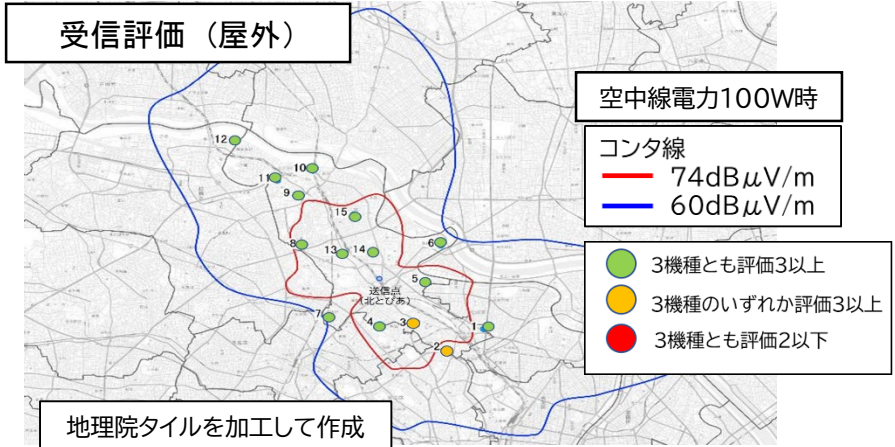 受信評価（屋外）
空中線電力100W時
コンタ線
74dBμV/m
60dBμV/m
3機種とも評価3以上
3機種のいずれか評価3以上
3機種とも評価2以下
12
11
10
9
15
8
13
14
6
5
送信点
(北とぴあ)
7
4
3
1
2
地理院タイルを加工して作成